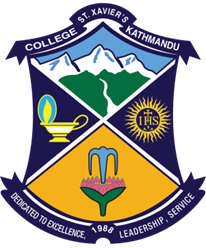 ST. XAVIER'S
COLLEGE KATHMANDU
IHS
DEDICATED TO EXCELLENCE, LEADERSHIP, SERVICE
1988